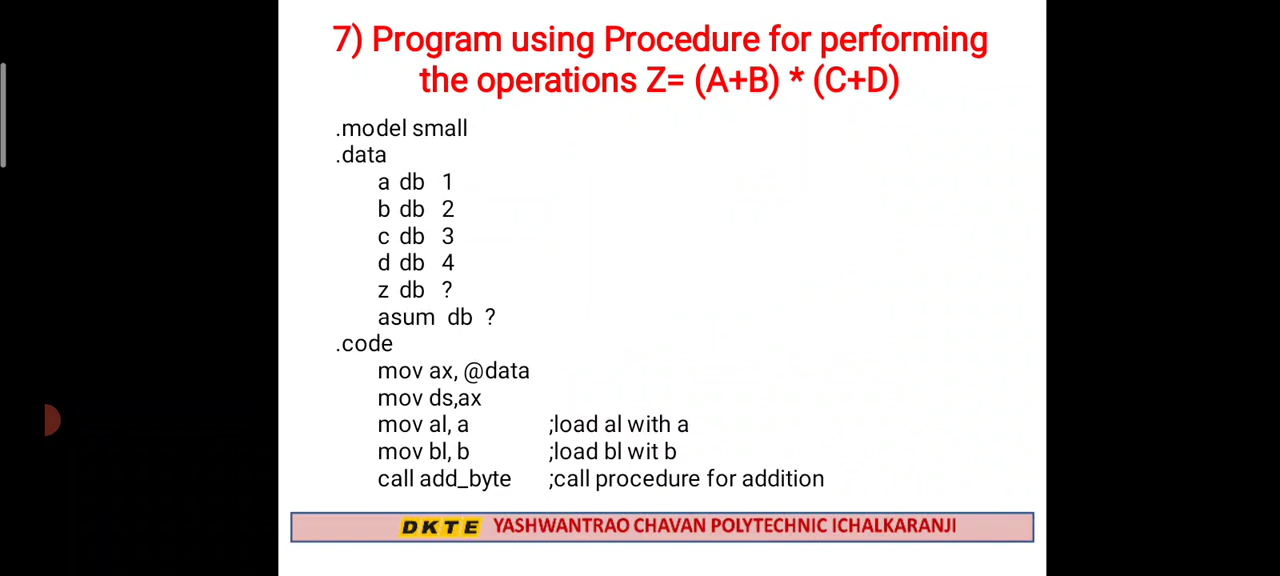 7) Program using Procedure for performing
the operations Z= (A+B) * (C+D)
.model small
.data
a db 1
b db 2
c db 3
d db 4
z db ?
asum db ?
.code
mov ax, @data
mov ds,ax
mov al, a ;load al with a
mov bl, b ;load bl wit b
call add_byte ;call procedure for addition
DKTE YASHWANTRAO CHAVAN POLYTECHNIC ICHALKARANJI